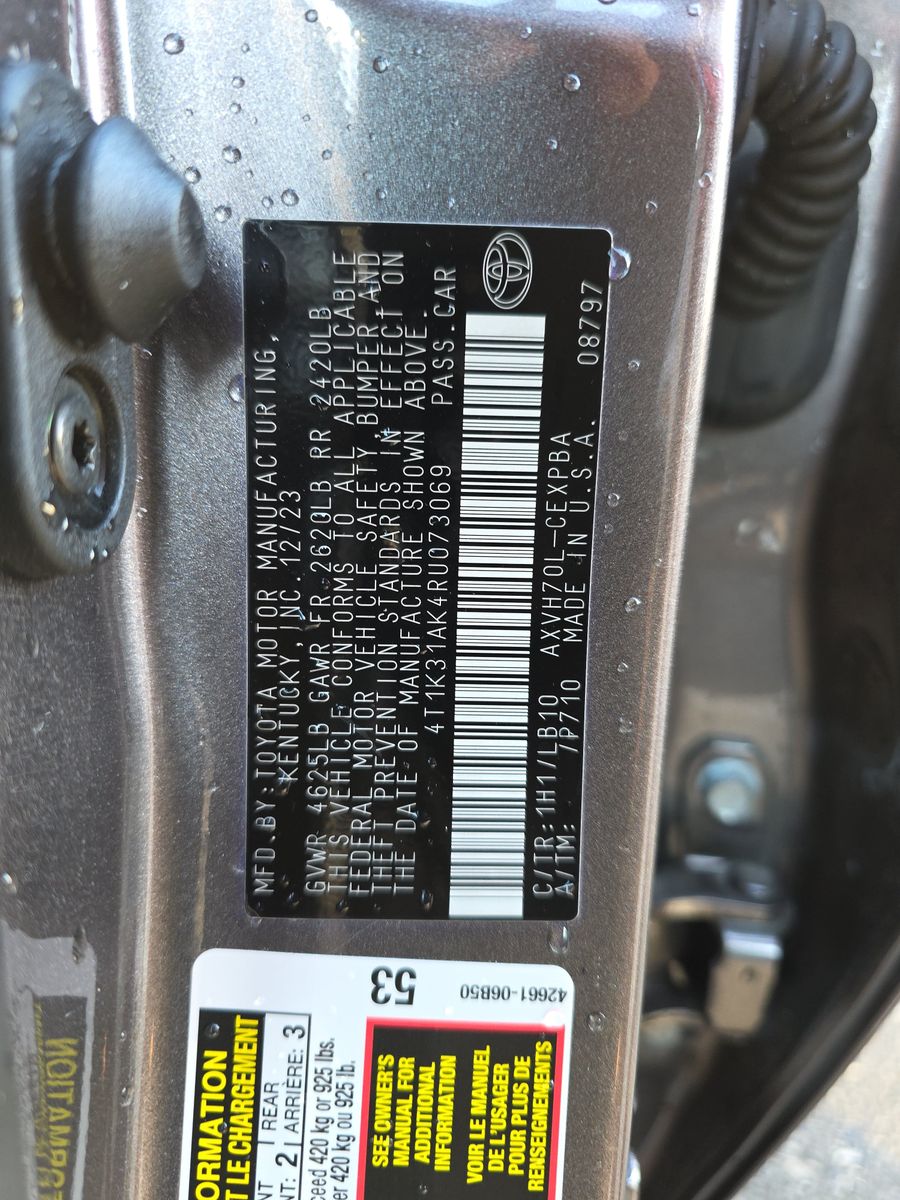 MFD.BY:TOYOTA MOTOR MANUFACTURING,
KENTUCKY, INC. 12/23
GVWR 4625LB GAWR FR 2620LB RR 2420LB
THIS VEHICLE CONFORMS TO ALL APPLICABLE
FEDERAL MOTOR VEHICLE SAFETY, BUMPER, AND
THEFT PREVENTION STANDARDS IN EFFECT ON
THE DATE OF MANUFACTURE SHOWN ABOVE.
4T1K31AK4RU073069 PASS.CAR
C/TR:1H1/LB10 AXVH70L-CEXPBA 08797
A/TM: /P710 MADE IN U.S.A.
53
42661-06B50
ORMATION
T LE CHARGEMENT
NT: 2 REAR ARRIÈRE: 3
ceed 420 kg or 925 lbs.
er 420 kg ou 925 lb.
SEE OWNER'S
MANUAL FOR
ADDITIONAL
INFORMATION
VOIR LE MANUEL
DE L'USAGER
POUR PLUS DE
RENSEIGNEMENTS